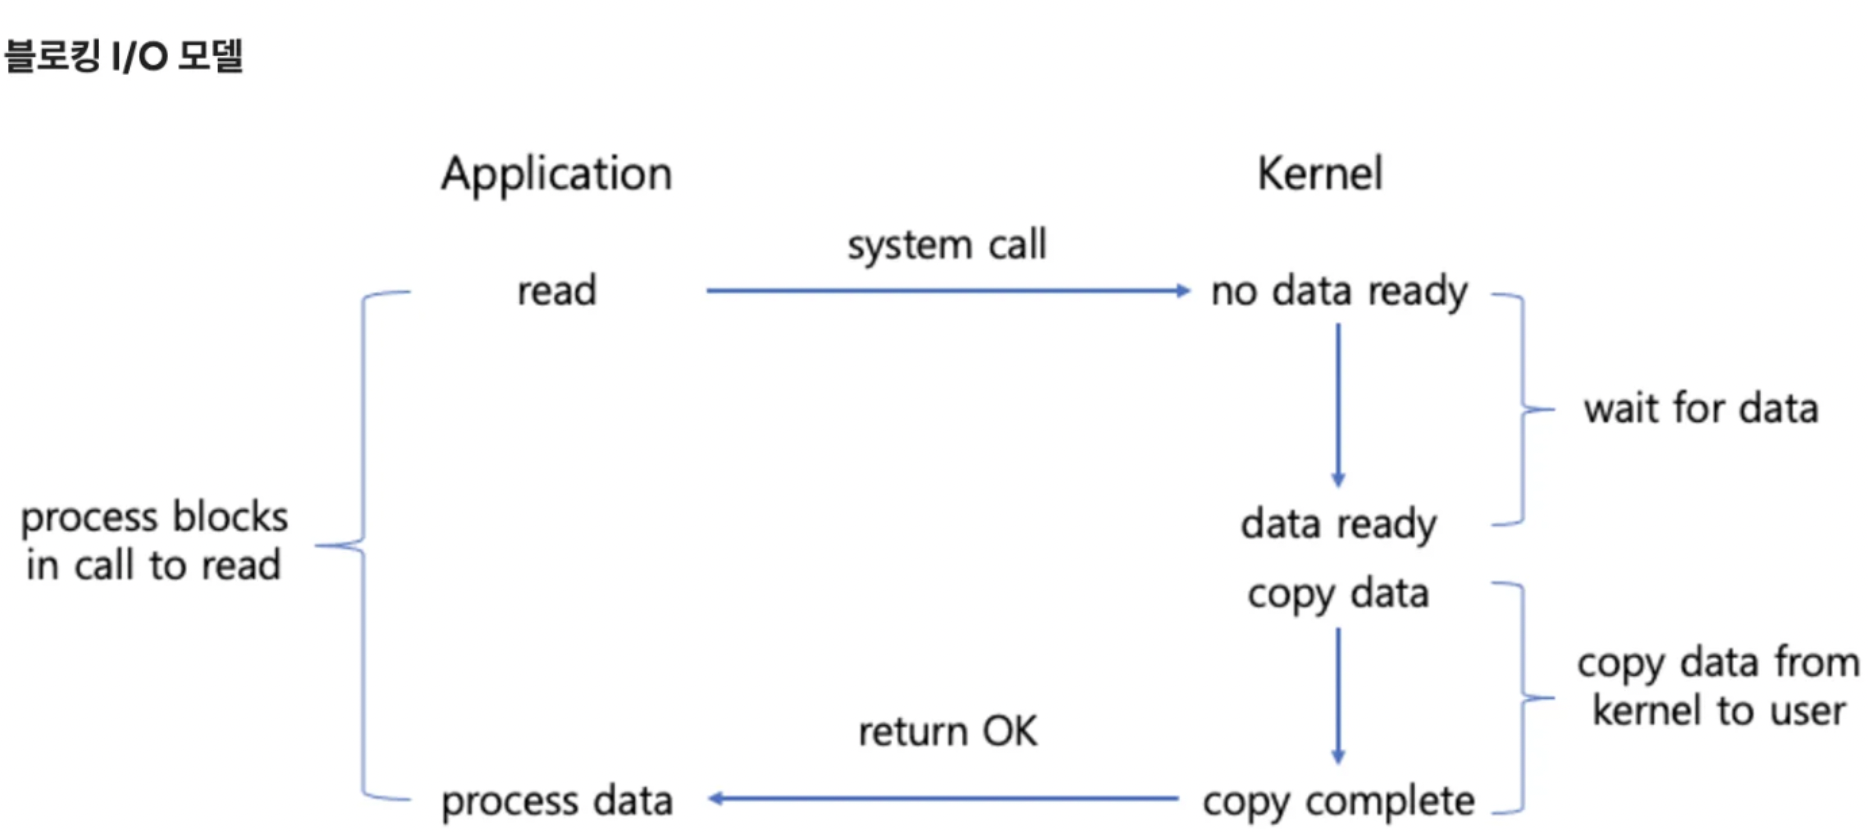 블로킹 I/O 모델
Application
Kernel
system call
read
no data ready
wait for data
process blocks
in call to read
data ready
copy data
copy data from
kernel to user
return OK
process data
copy complete